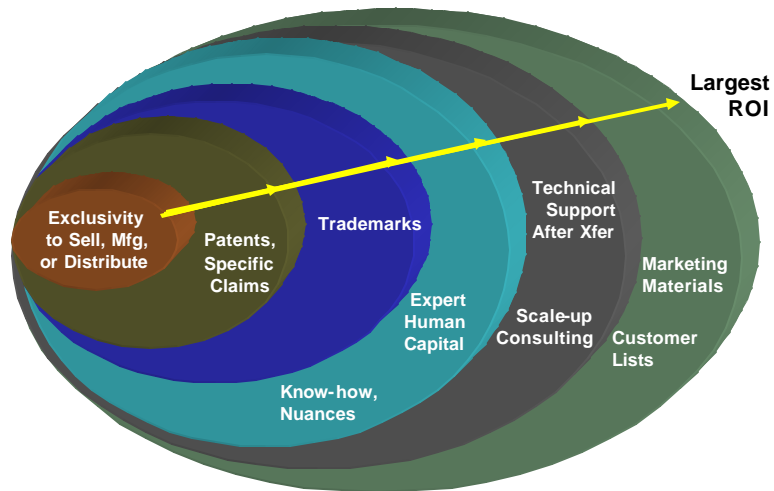 Largest
ROI
Exclusivity
to Sell, Mfg,
or Distribute
Patents,
Specific
Claims
Trademarks
Expert
Human
Capital
Know-how,
Nuances
Technical
Support
After Xfer
Scale-up
Consulting
Marketing
Materials
Customer
Lists